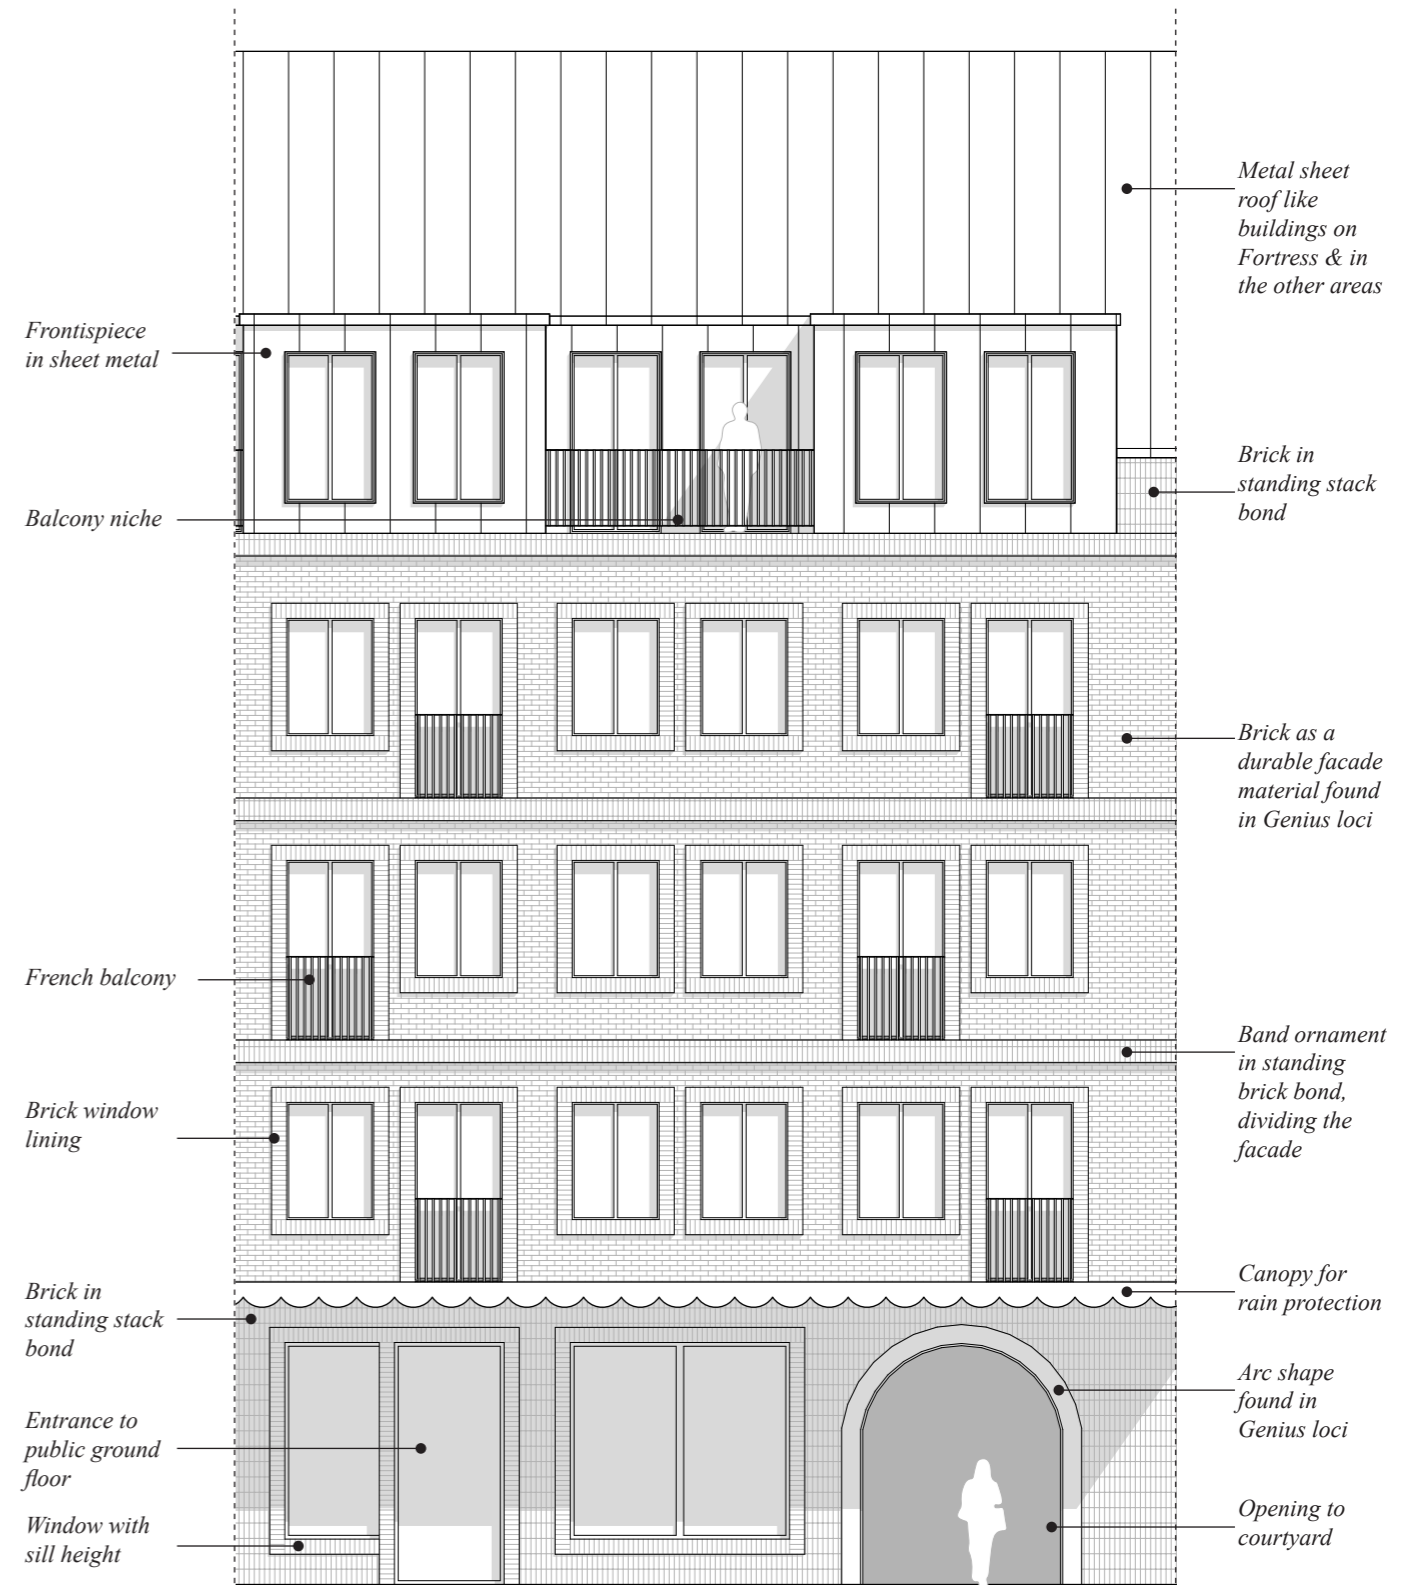 Frontispiece
in sheet metal
Balcony niche
French balcony
Brick window
lining
Brick in
standing stack
bond
Entrance to
public ground
floor
Window with
sill height
Metal sheet
roof like
buildings on
Fortress & in
the other areas
Brick in
standing stack
bond
Brick as a
durable facade
material found
in Genius loci
Band ornament
in standing
brick bond,
dividing the
facade
Canopy for
rain protection
Arc shape
found in
Genius loci
Opening to
courtyard